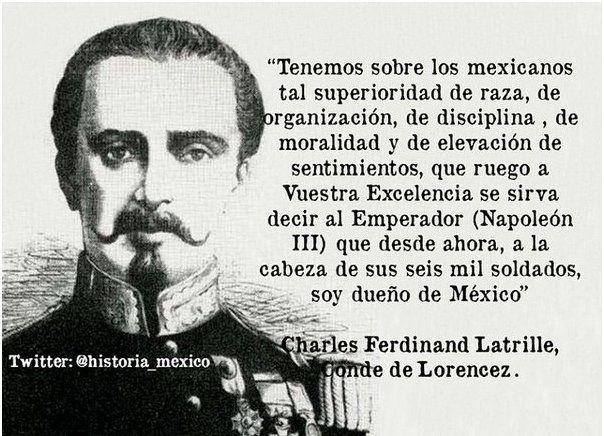 “Tenemos sobre los mexicanos
tal superioridad de raza, de
organización, de disciplina , de
moralidad y de elevación de
sentimientos, que ruego a
Vuestra Excelencia se sirva
decir al Emperador (Napoleón
III) que desde ahora, a la
cabeza de sus seis mil soldados,
soy dueño de México”
Charles Ferdinand Latrille,
Conde de Lorencez.
Twitter: @historia_mexico